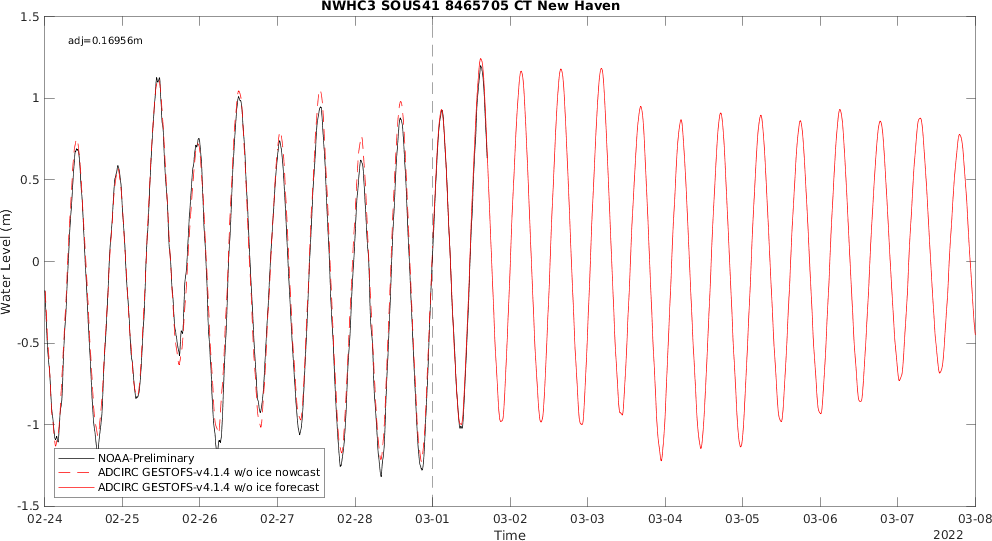 NWHC3 SOUS41 8465705 CT New Haven
1.5
adj=0.16956m
1
0.5
0
-0.5
-1
-1.5
Water Level (m)
NOAA-Preliminary
ADCIRC GESTOFS-v4.1.4 w/o ice nowcast
ADCIRC GESTOFS-v4.1.4 w/o ice forecast
02-24 02-25 02-26 02-27 02-28 03-01 03-02 03-03 03-04 03-05 03-06 03-07 03-08
Time
2022